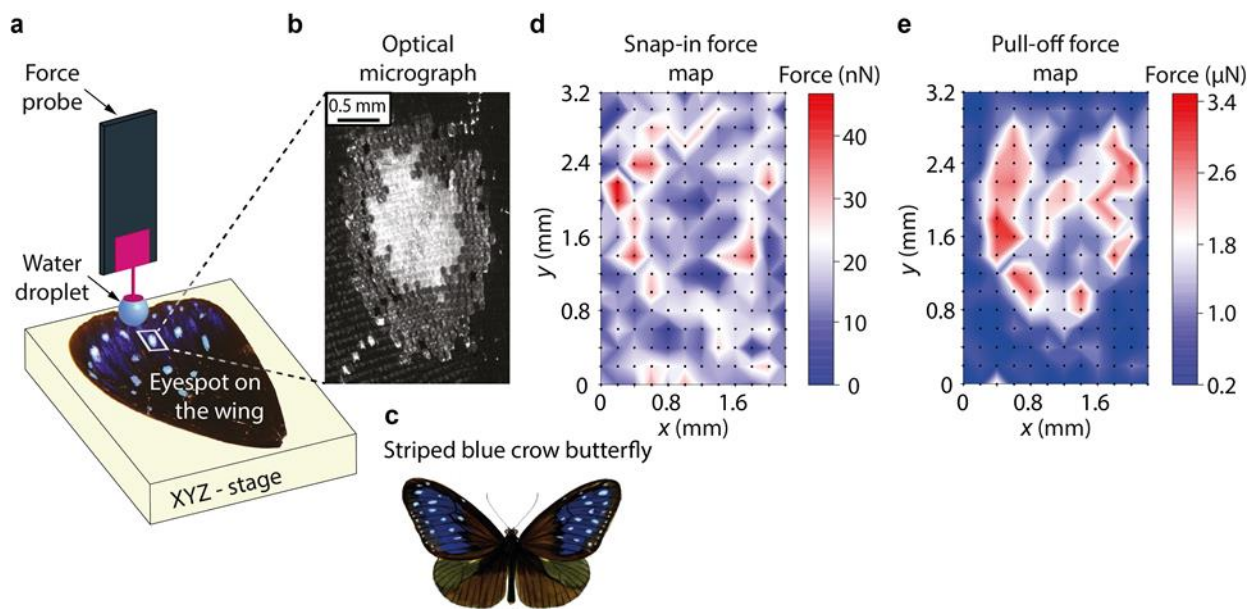 a
Force
probe
Water
droplet
Eyespot on
the wing
XYZ - stage
b
Optical
micrograph
0.5 mm
c
Striped blue crow butterfly
d
Snap-in force
map
Force (nN)
3.2
2.4
1.6
0.8
0
y (mm)
0
0.8
1.6
x (mm)
40
30
20
10
0
e
Pull-off force
map
Force (µN)
3.2
2.4
1.6
0.8
0
y (mm)
0
0.8
1.6
x (mm)
3.4
2.6
1.8
1.0
0.2